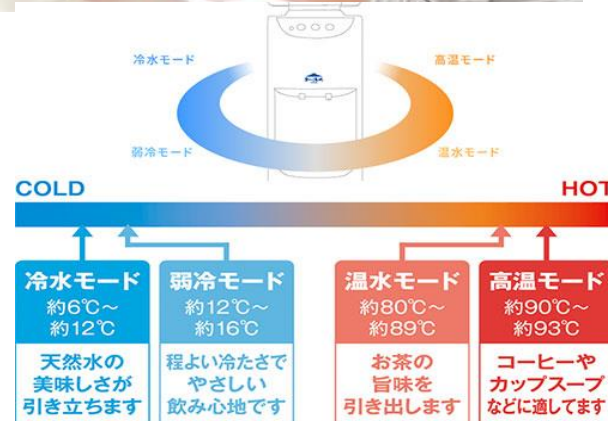 冷水モード
高温モード
弱冷モード
温水モード
COLD
HOT
冷水モード
約6℃～
約12℃
天然水の
美味しさが
引き立ちます
弱冷モード
約12℃～
約16℃
程よい冷たさで
やさしい
飲み心地です
温水モード
約80℃～
約89℃
お茶の
旨味を
引き出します
高温モード
約90℃～
約93℃
コーヒーや
カップスープ
などに適してます